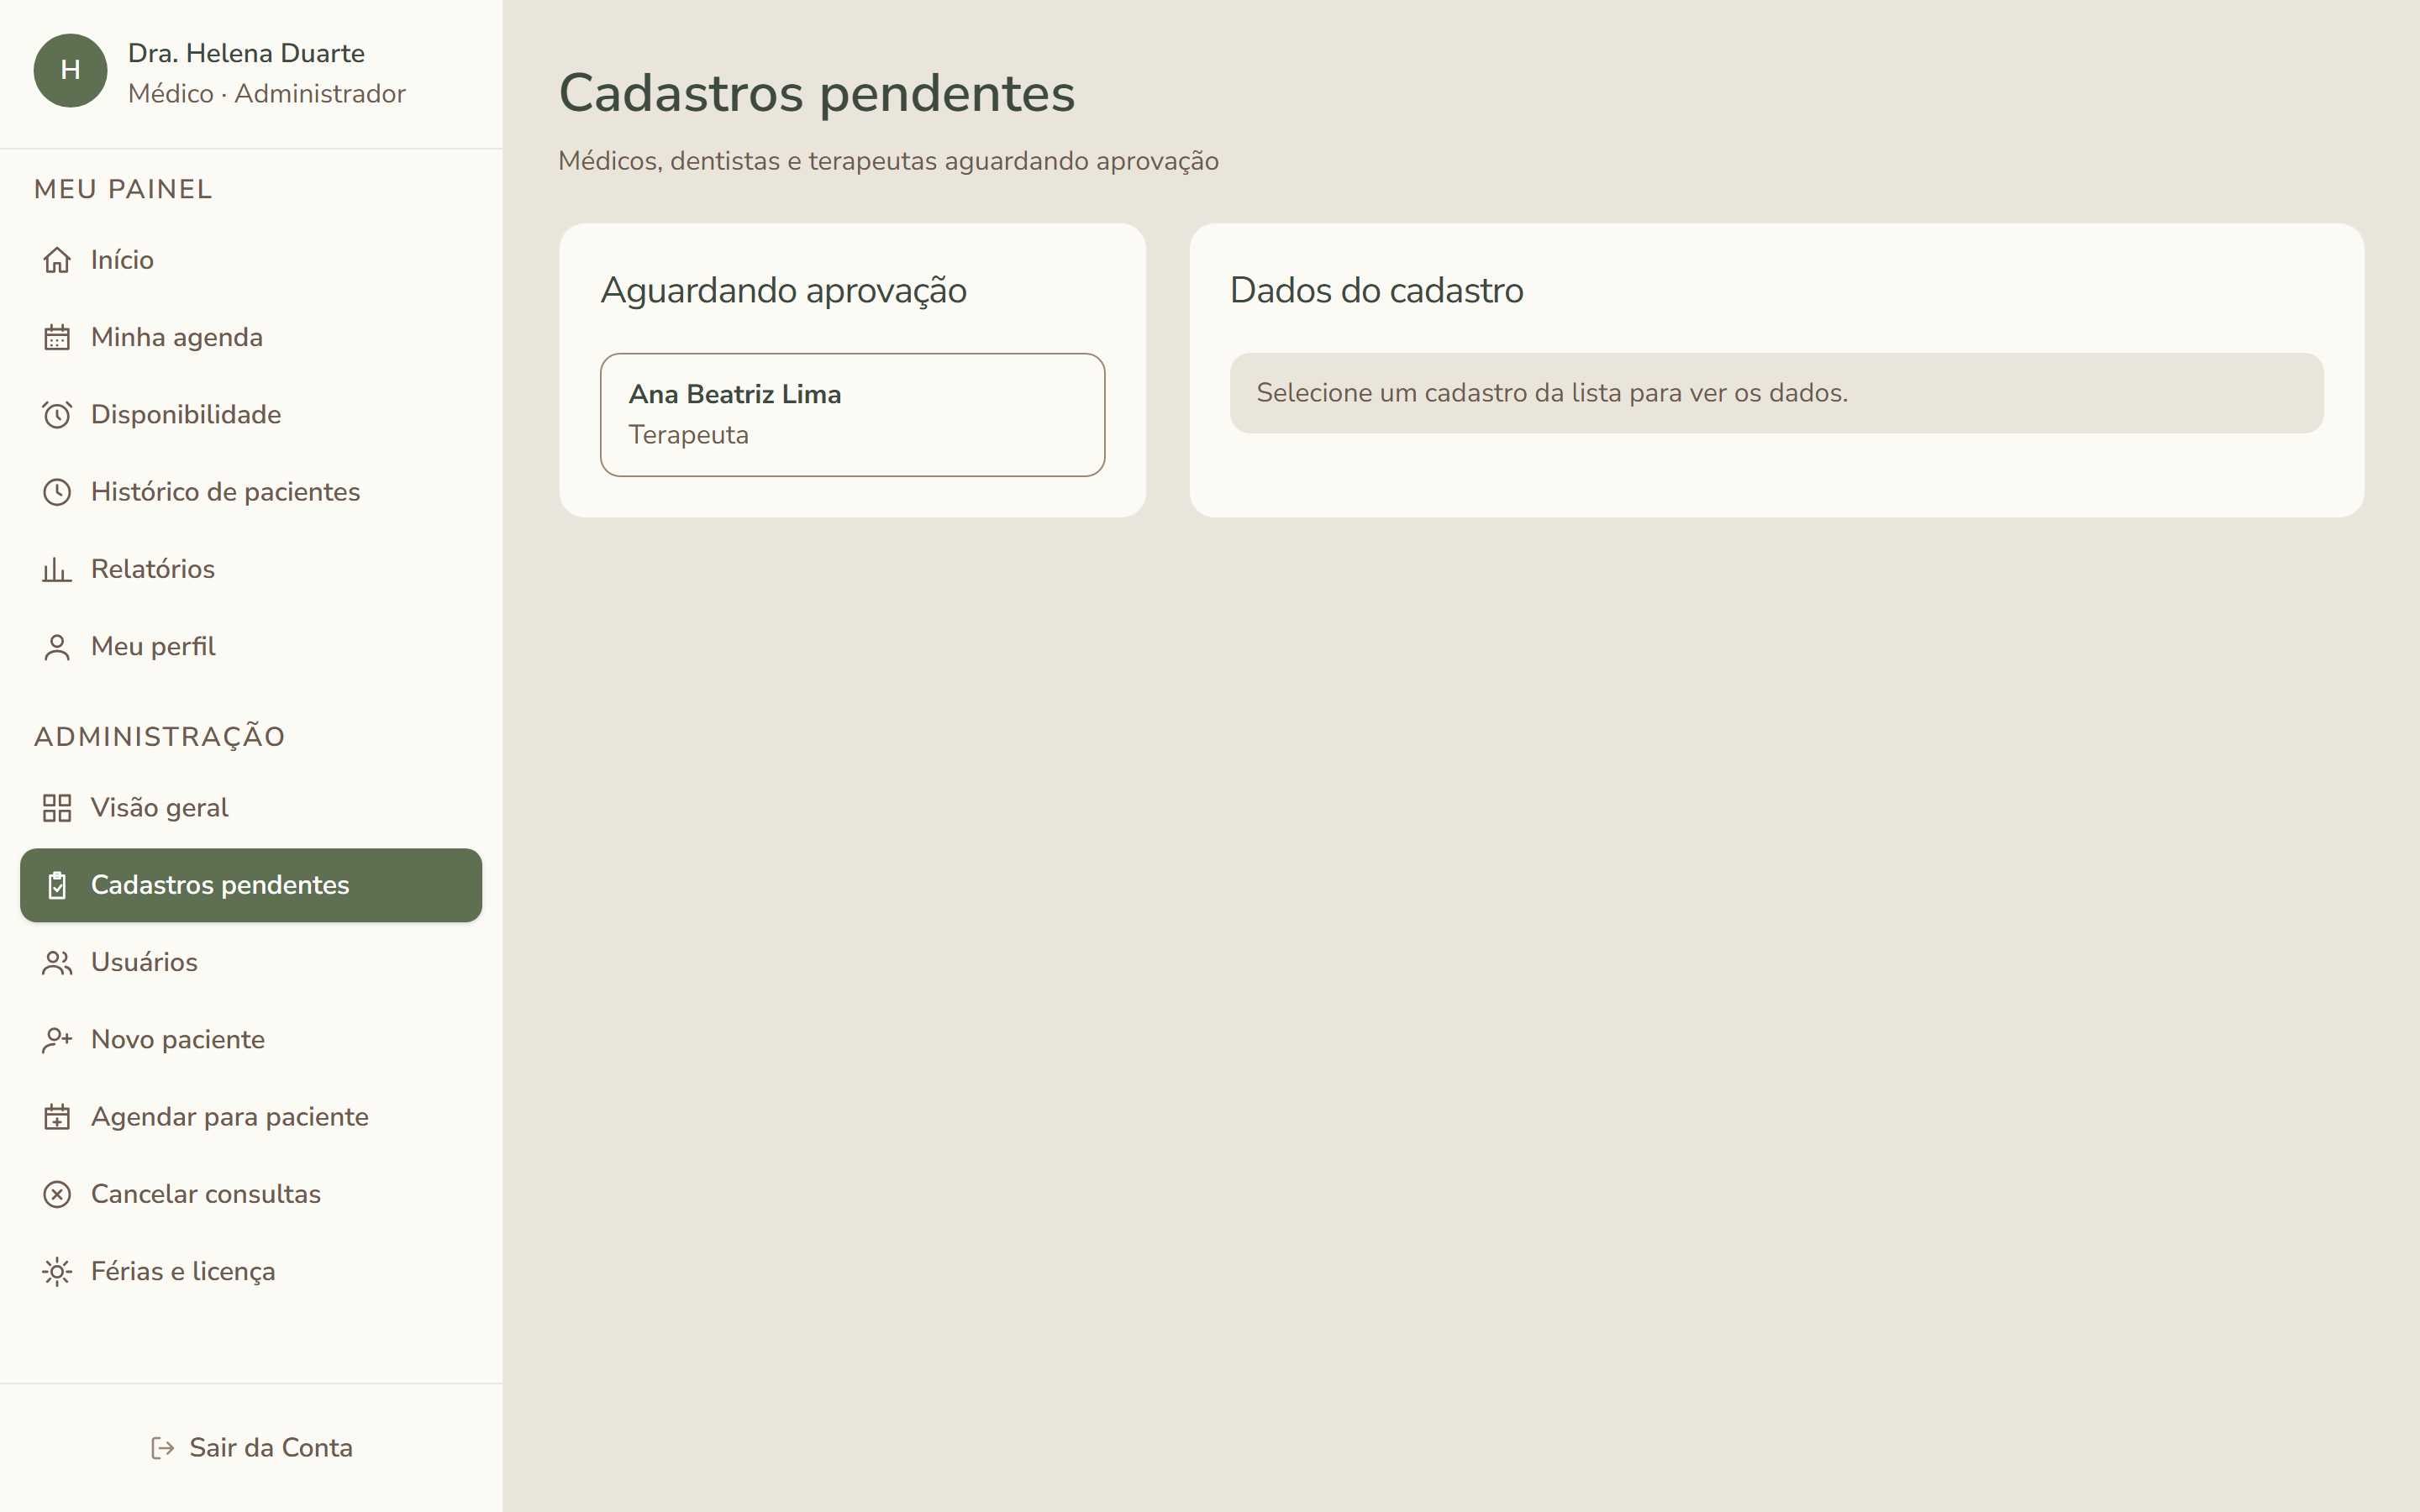 H
Dra. Helena Duarte
Médico · Administrador
MEU PAINEL
Início
Minha agenda
Disponibilidade
Histórico de pacientes
Relatórios
Meu perfil
ADMINISTRAÇÃO
Visão geral
Cadastros pendentes
Usuários
Novo paciente
Agendar para paciente
Cancelar consultas
Férias e licença
Sair da Conta
Cadastros pendentes
Médicos, dentistas e terapeutas aguardando aprovação
Aguardando aprovação
Ana Beatriz Lima
Terapeuta
Dados do cadastro
Selecione um cadastro da lista para ver os dados.